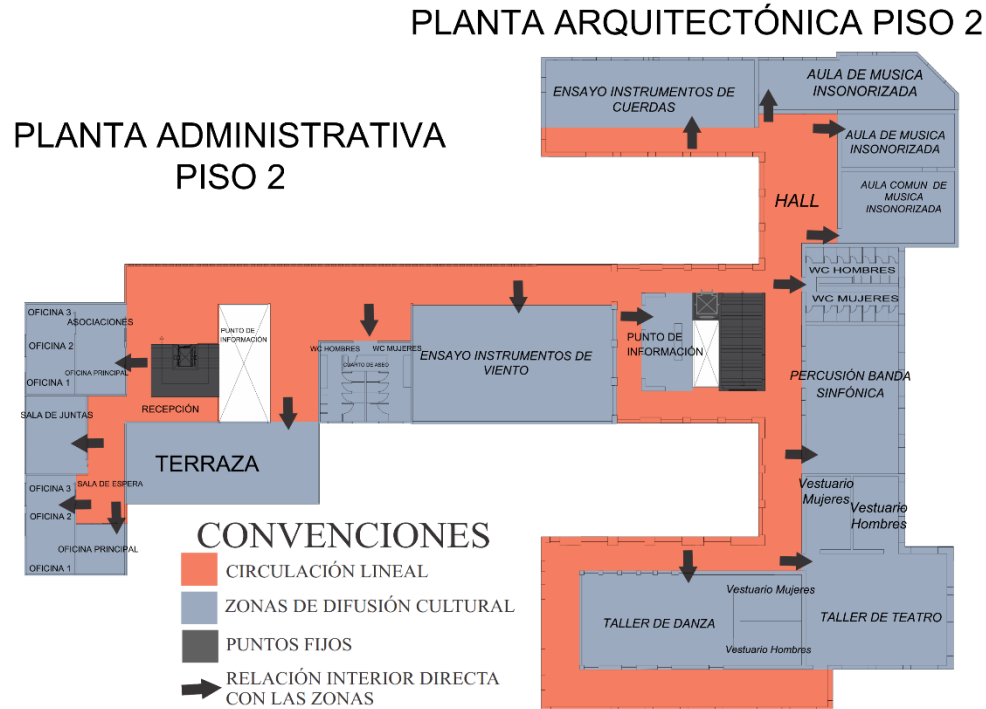 PLANTA ARQUITECTÓNICA PISO 2
PLANTA ADMINISTRATIVA
PISO 2
ENSAYO INSTRUMENTOS DE
CUERDAS
AULA DE MUSICA
INSONORIZADA
AULA DE MUSICA
INSONORIZADA
AULA COMUN DE
MUSICA
INSONORIZADA
HALL
WC HOMBRES
WC MUJERES
OFICINA 3
ASOCIACIONES
OFICINA 2
OFICINA PRINCIPAL
OFICINA 1
PUNTO DE
INFORMACIÓN
RECEPCIÓN
WC HOMBRES
WC MUJERES
CUARTO DE ASEO
ENSAYO INSTRUMENTOS DE
VIENTO
PUNTO DE
INFORMACIÓN
PERCUSIÓN BANDA
SINFÓNICA
SALA DE JUNTAS
TERRAZA
SALA DE ESPERA
OFICINA 3
OFICINA 2
OFICINA PRINCIPAL
OFICINA 1
Vestuario
Mujeres
Vestuario
Hombres
Vestuario Mujeres
TALLER DE DANZA
TALLER DE TEATRO
Vestuario Hombres
CONVENCIONES
CIRCULACIÓN LINEAL
ZONAS DE DIFUSIÓN CULTURAL
PUNTOS FIJOS
RELACIÓN INTERIOR DIRECTA
CON LAS ZONAS